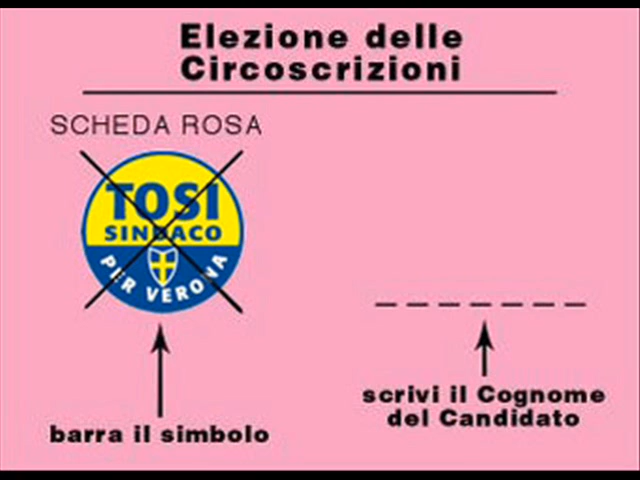 Elezione delle
Circoscrizioni
SCHEDA ROSA
TOSI
SINDACO
PER VERONA
scrivi il Cognome
del Candidato
barra il simbolo